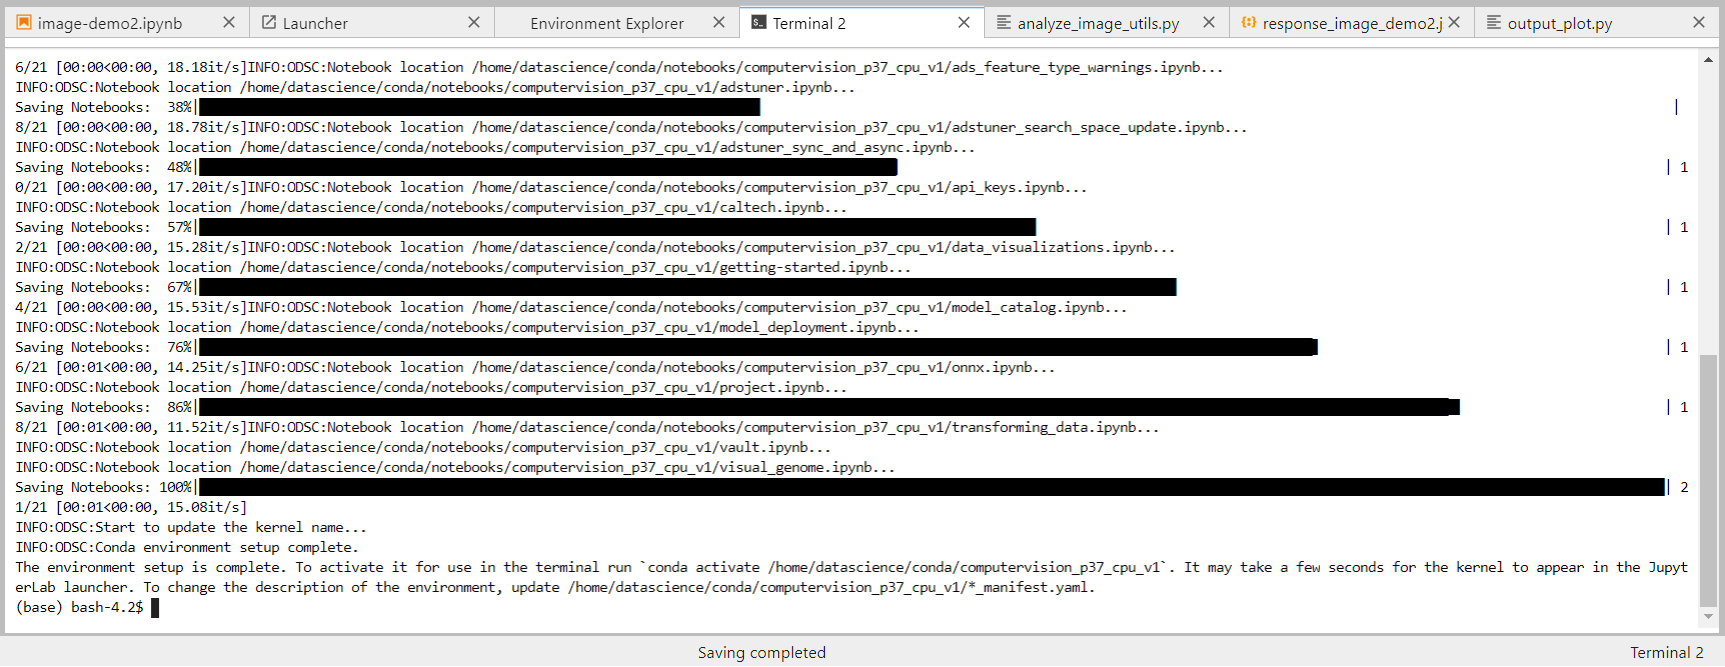 image-demo2.ipynb
Launcher
Environment Explorer
Terminal 2
analyze_image_utils.py
response_image_demo2.j
output_plot.py
6/21 [00:00<00:00, 18.18it/s]INFO:ODSC:Notebook location /home/datascience/conda/notebooks/computervision_p37_cpu_v1/ads_feature_type_warnings.ipynb...
INFO:ODSC:Notebook location /home/datascience/conda/notebooks/computervision_p37_cpu_v1/adstuner.ipynb...
Saving Notebooks:  38%| |
8/21 [00:00<00:00, 18.78it/s]INFO:ODSC:Notebook location /home/datascience/conda/notebooks/computervision_p37_cpu_v1/adstuner_search_space_update.ipynb...
INFO:ODSC:Notebook location /home/datascience/conda/notebooks/computervision_p37_cpu_v1/adstuner_sync_and_async.ipynb...
Saving Notebooks:  48%| | 1
0/21 [00:00<00:00, 17.20it/s]INFO:ODSC:Notebook location /home/datascience/conda/notebooks/computervision_p37_cpu_v1/api_keys.ipynb...
INFO:ODSC:Notebook location /home/datascience/conda/notebooks/computervision_p37_cpu_v1/caltech.ipynb...
Saving Notebooks:  57%| | 1
2/21 [00:00<00:00, 15.28it/s]INFO:ODSC:Notebook location /home/datascience/conda/notebooks/computervision_p37_cpu_v1/data_visualizations.ipynb...
INFO:ODSC:Notebook location /home/datascience/conda/notebooks/computervision_p37_cpu_v1/getting-started.ipynb...
Saving Notebooks:  67%| | 1
4/21 [00:00<00:00, 15.53it/s]INFO:ODSC:Notebook location /home/datascience/conda/notebooks/computervision_p37_cpu_v1/model_catalog.ipynb...
INFO:ODSC:Notebook location /home/datascience/conda/notebooks/computervision_p37_cpu_v1/model_deployment.ipynb...
Saving Notebooks:  76%| | 1
6/21 [00:01<00:00, 14.25it/s]INFO:ODSC:Notebook location /home/datascience/conda/notebooks/computervision_p37_cpu_v1/onnx.ipynb...
INFO:ODSC:Notebook location /home/datascience/conda/notebooks/computervision_p37_cpu_v1/project.ipynb...
Saving Notebooks:  86%| | 1
8/21 [00:01<00:00, 11.52it/s]INFO:ODSC:Notebook location /home/datascience/conda/notebooks/computervision_p37_cpu_v1/transforming_data.ipynb...
INFO:ODSC:Notebook location /home/datascience/conda/notebooks/computervision_p37_cpu_v1/vault.ipynb...
INFO:ODSC:Notebook location /home/datascience/conda/notebooks/computervision_p37_cpu_v1/visual_genome.ipynb...
Saving Notebooks: 100%| | 2
1/21 [00:01<00:00, 15.08it/s]
INFO:ODSC:Start to update the kernel name...
INFO:ODSC:Conda environment setup complete.
The environment setup is complete. To activate it for use in the terminal run `conda activate /home/datascience/conda/computervision_p37_cpu_v1`. It may take a few seconds for the kernel to appear in the Jupyt
erLab launcher. To change the description of the environment, update /home/datascience/conda/computervision_p37_cpu_v1/*_manifest.yaml.
(base) bash-4.2$
Saving completed
Terminal 2